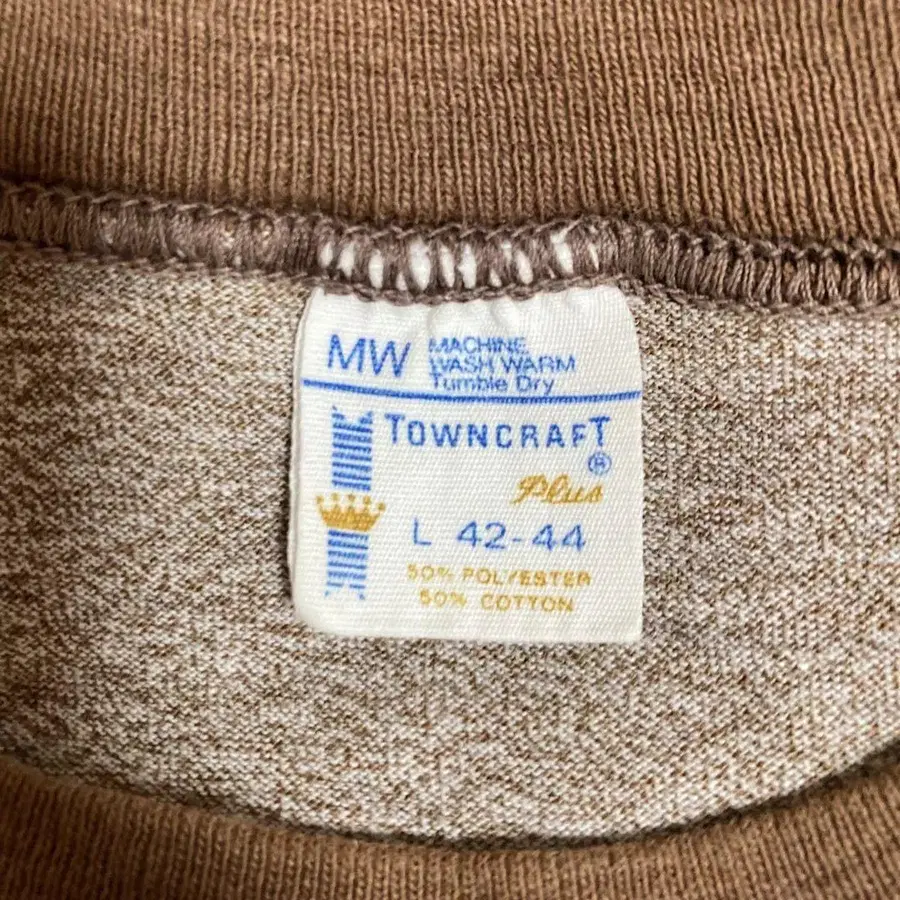 MW MACHINE
WASH WARM
Tumble Dry
TOWNCRAFT
®
Plus
L 42-44
50% POLYESTER
50% COTTON